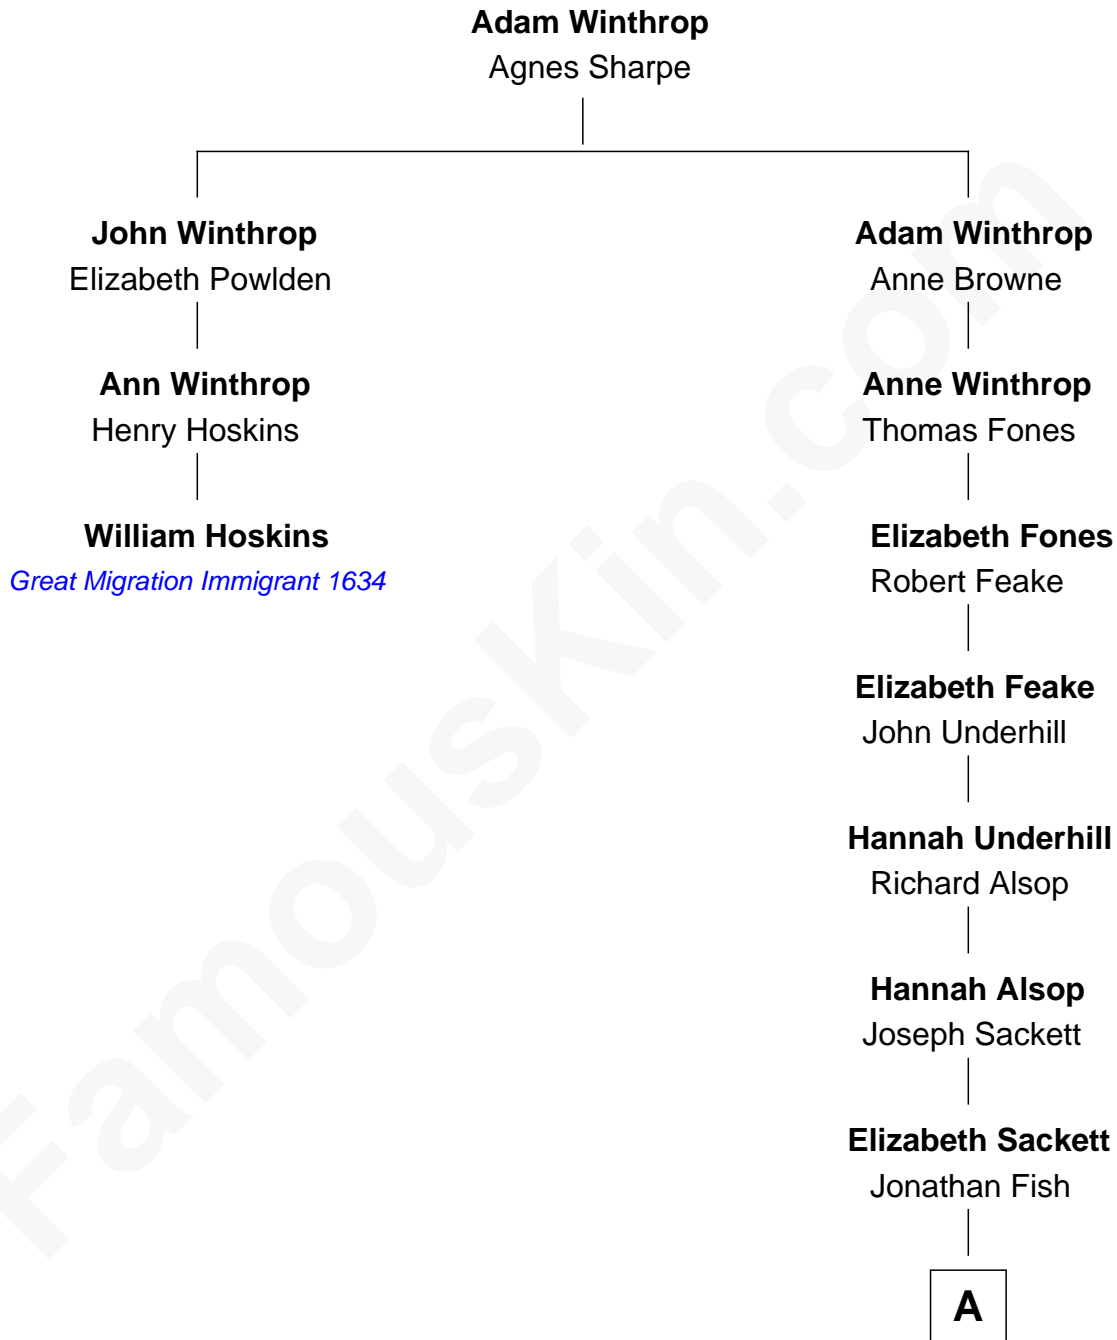 Adam Winthrop
Agnes Sharpe
John Winthrop
Elizabeth Powlden
Ann Winthrop
Henry Hoskins
William Hoskins
Great Migration Immigrant 1634
Adam Winthrop
Anne Browne
Anne Winthrop
Thomas Fones
Elizabeth Fones
Robert Feake
Elizabeth Feake
John Underhill
Hannah Underhill
Richard Alsop
Hannah Alsop
Joseph Sackett
Elizabeth Sackett
Jonathan Fish
A
FamousKin.com